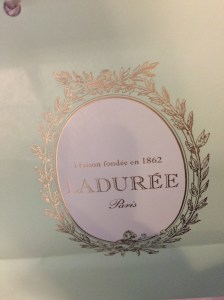 Maison fondée en 1862
LADURÉE
Paris